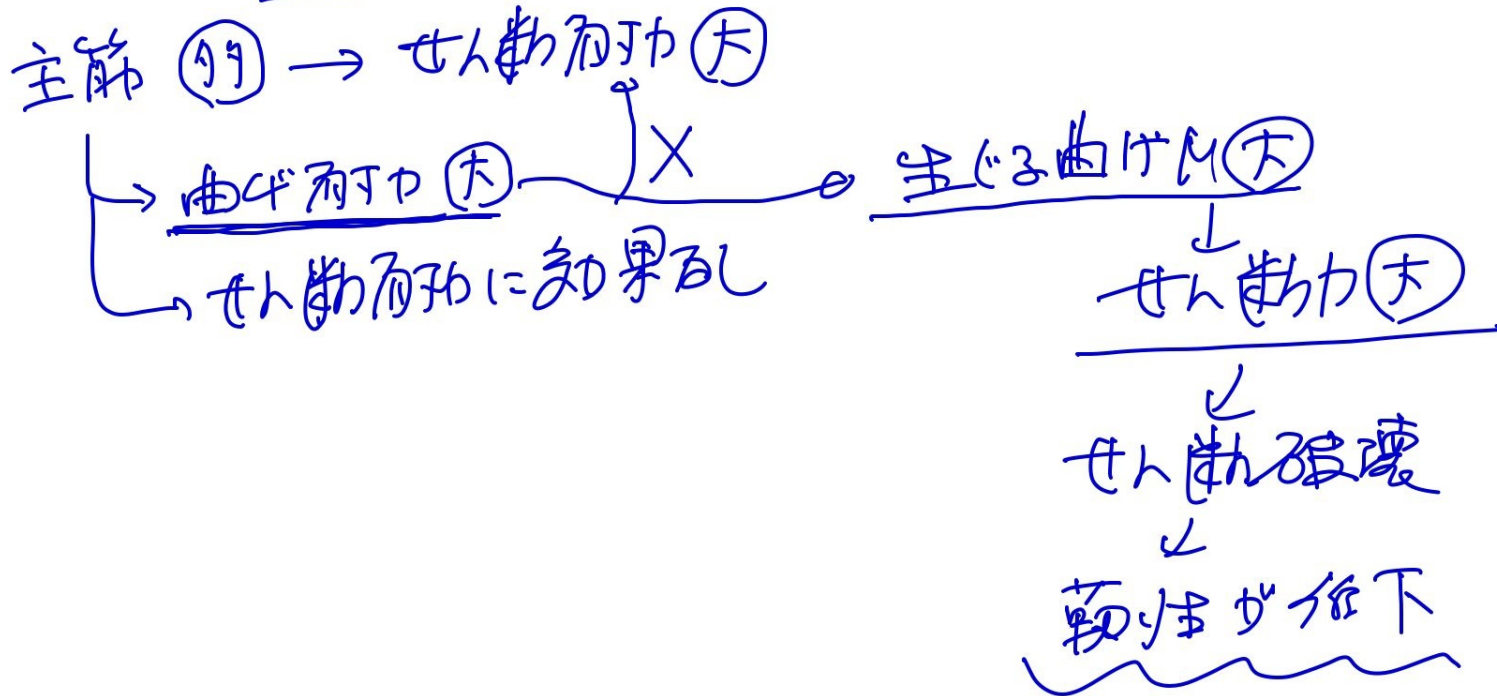 主筋 多 → せん断耐力 大
→ 曲げ耐力 大
×
→ せん断耐力に効果なし
生じる曲げM 大
↓
せん断力 大
↓
せん断破壊
↓
靭性が低下